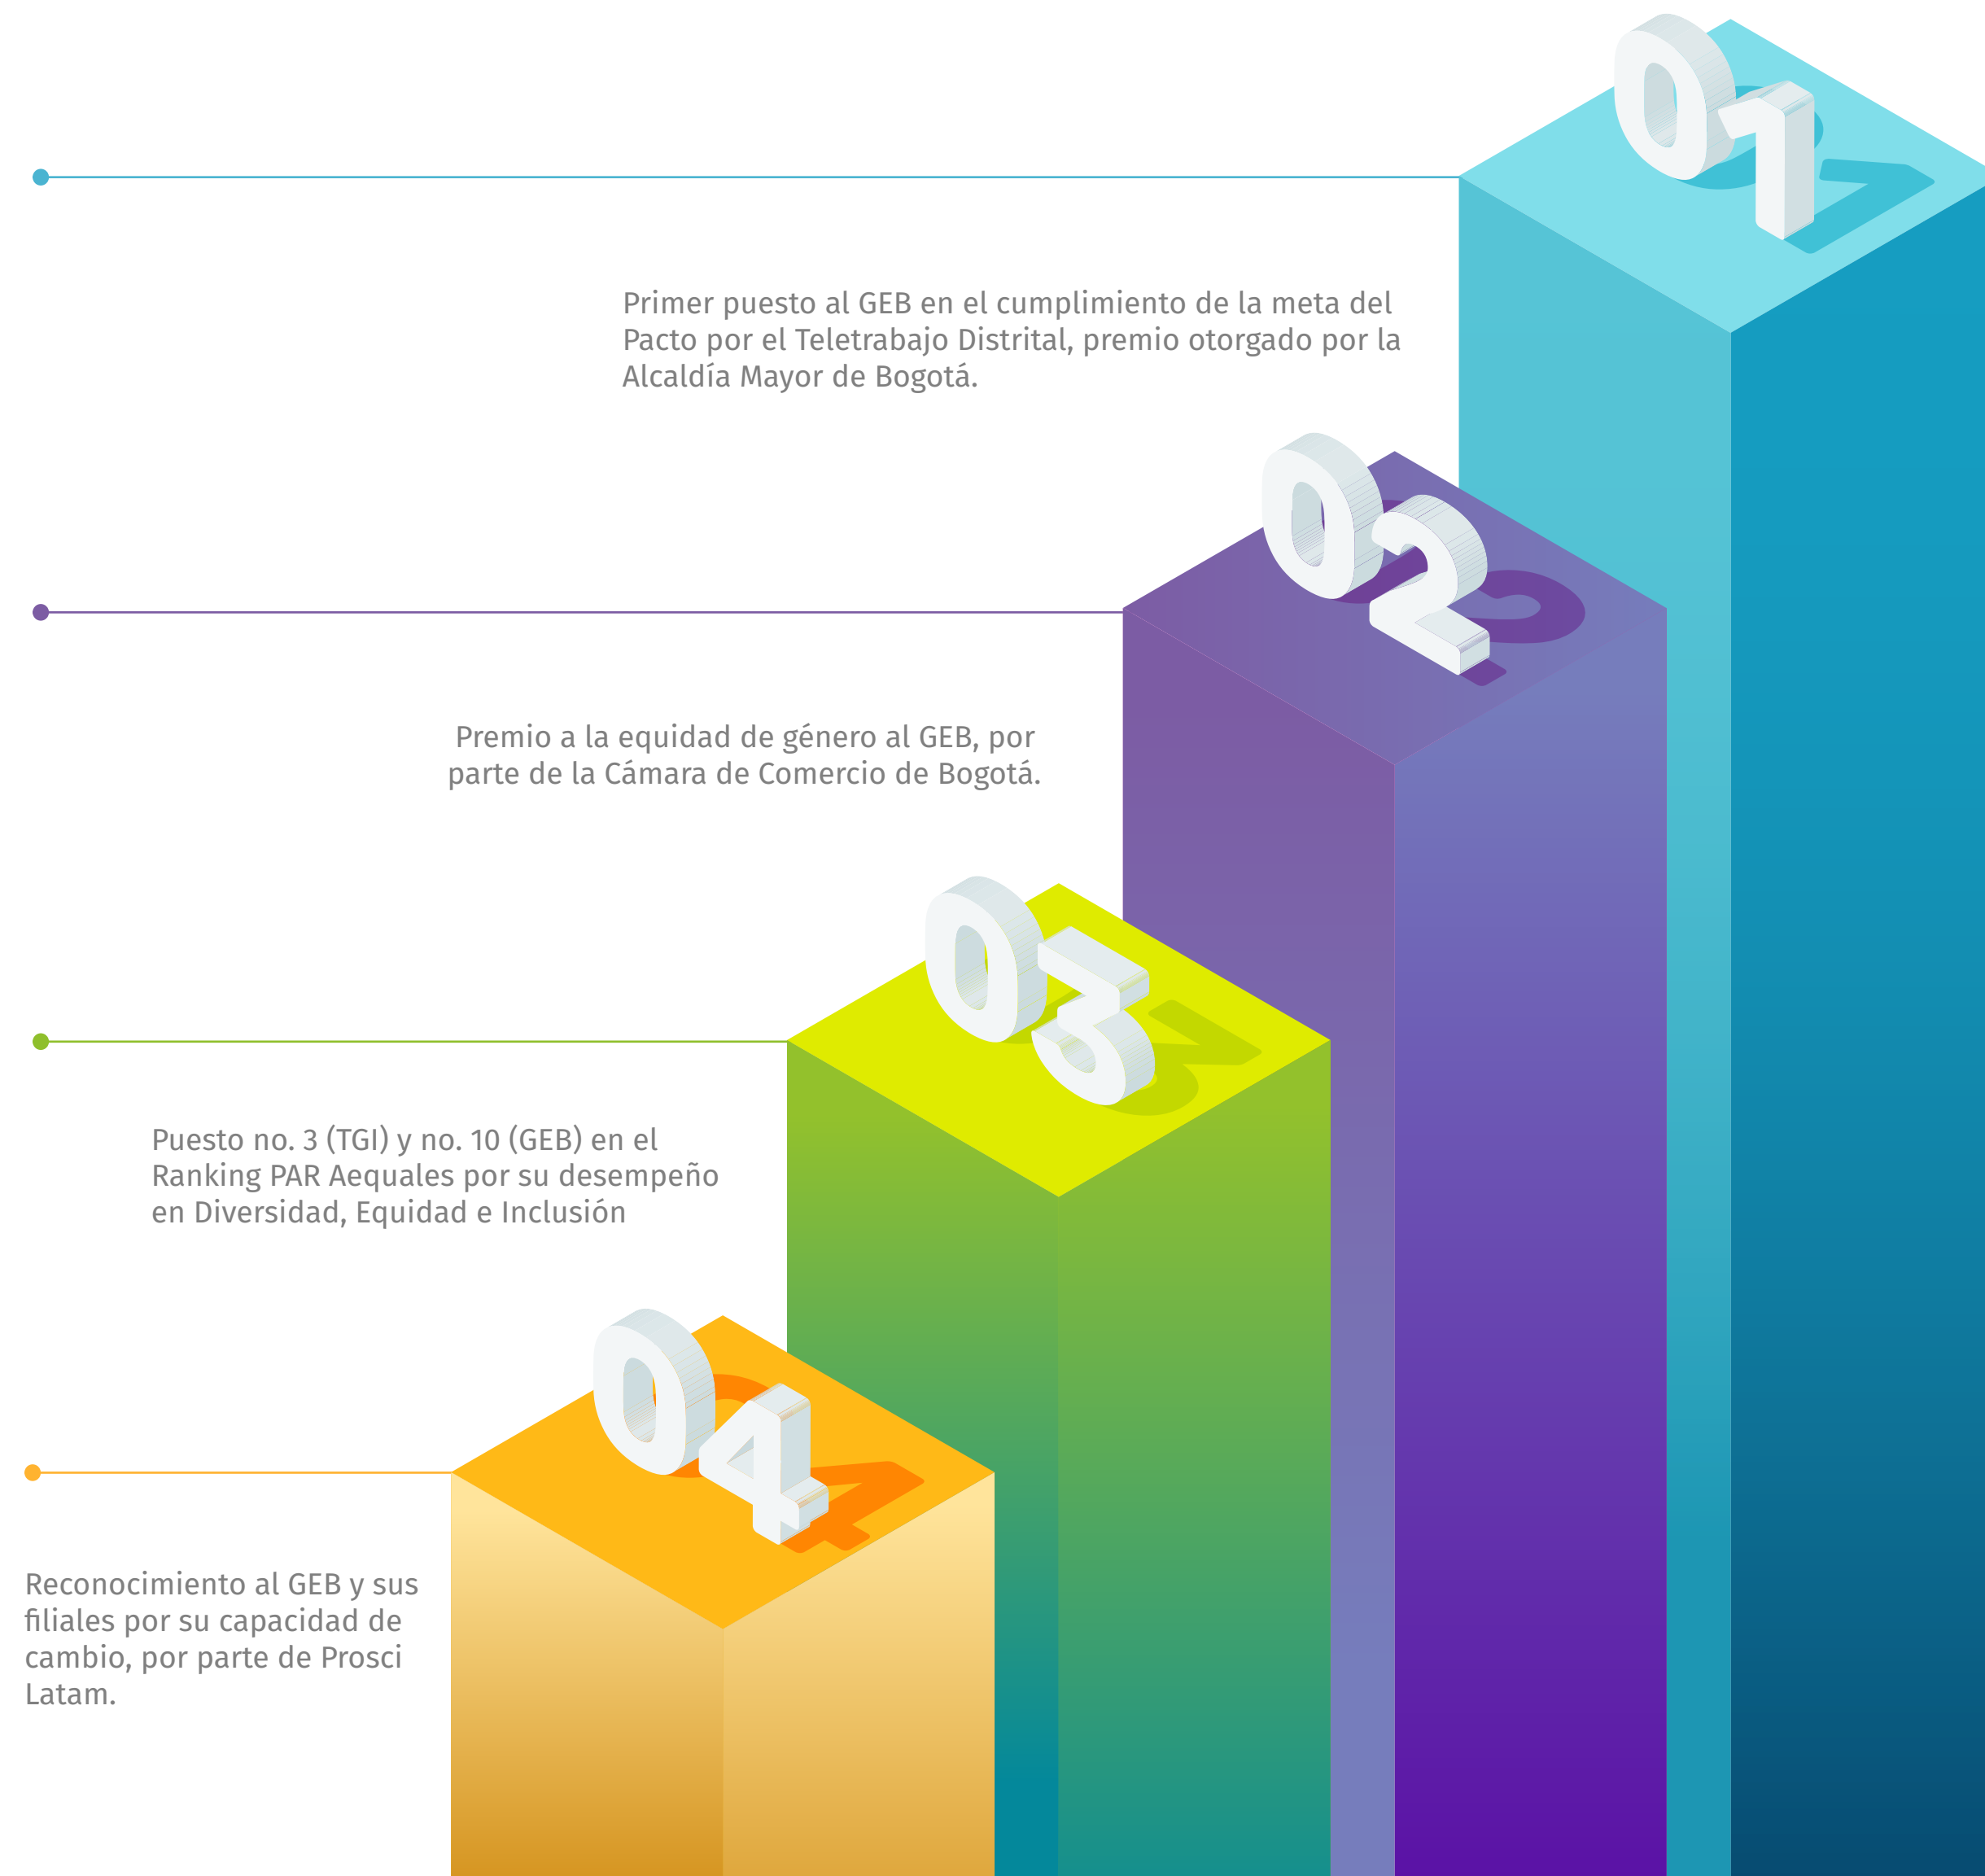 01
Primer puesto al GEB en el cumplimiento de la meta del
Pacto por el Teletrabajo Distrital, premio otorgado por la
Alcaldía Mayor de Bogotá.
02
Premio a la equidad de género al GEB, por
parte de la Cámara de Comercio de Bogotá.
03
Puesto no. 3 (TGI) y no. 10 (GEB) en el
Ranking PAR Aequales por su desempeño
en Diversidad, Equidad e Inclusión
04
Reconocimiento al GEB y sus
filiales por su capacidad de
cambio, por parte de Prosci
Latam.